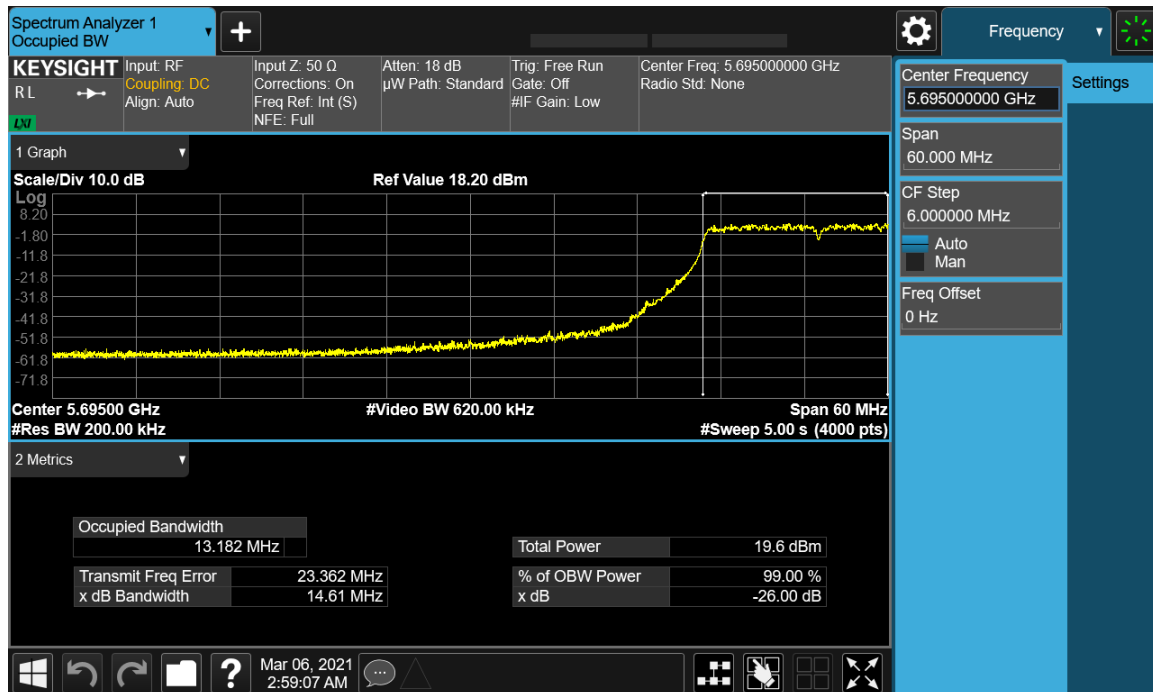 Spectrum Analyzer 1
Occupied BW
+
Frequency
KEYSIGHT
R L
LXI
Input: RF
Coupling: DC
Align: Auto
Input Z: 50 Ω
Corrections: On
Freq Ref: Int (S)
NFE: Full
Atten: 18 dB
µW Path: Standard
Trig: Free Run
Gate: Off
#IF Gain: Low
Center Freq: 5.695000000 GHz
Radio Std: None
1 Graph
Scale/Div 10.0 dB
Ref Value 18.20 dBm
Log
8.20
-1.80
-11.8
-21.8
-31.8
-41.8
-51.8
-61.8
-71.8
Center 5.69500 GHz
#Video BW 620.00 kHz
Span 60 MHz
#Res BW 200.00 kHz
#Sweep 5.00 s (4000 pts)
2 Metrics
Occupied Bandwidth
13.182 MHz
Total Power 19.6 dBm
Transmit Freq Error 23.362 MHz
% of OBW Power 99.00 %
x dB Bandwidth 14.61 MHz
x dB -26.00 dB
?
Mar 06, 2021
2:59:07 AM
Center Frequency
5.695000000 GHz
Settings
Span
60.000 MHz
CF Step
6.000000 MHz
Auto
Man
Freq Offset
0 Hz